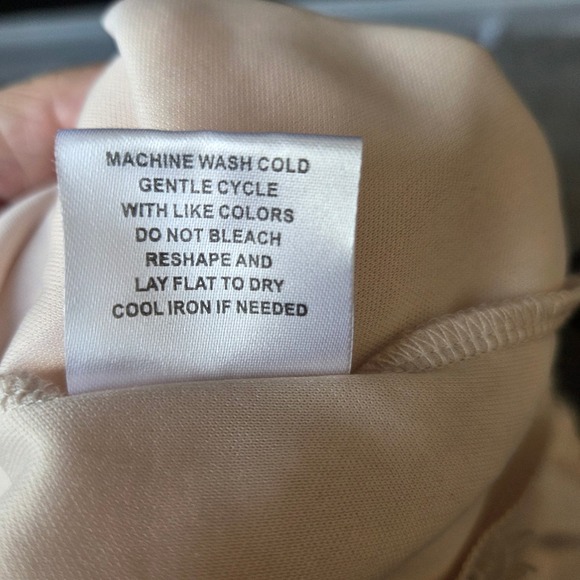 MACHINE WASH COLD
GENTLE CYCLE
WITH LIKE COLORS
DO NOT BLEACH
RESHAPE AND
LAY FLAT TO DRY
COOL IRON IF NEEDED